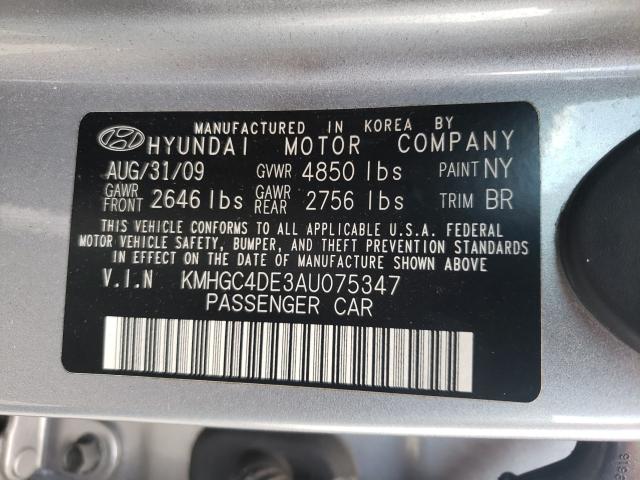 MANUFACTURED IN KOREA BY
HYUNDAI MOTOR COMPANY
AUG/31/09 GVWR 4850 lbs PAINT NY
GAWR FRONT 2646 lbs GAWR REAR 2756 lbs TRIM BR
THIS VEHICLE CONFORMS TO ALL APPLICABLE U.S.A. FEDERAL
MOTOR VEHICLE SAFETY, BUMPER, AND THEFT PREVENTION STANDARDS
IN EFFECT ON THE DATE OF MANUFACTURE SHOWN ABOVE.
V.I.N KMHGC4DE3AU075347
PASSENGER CAR